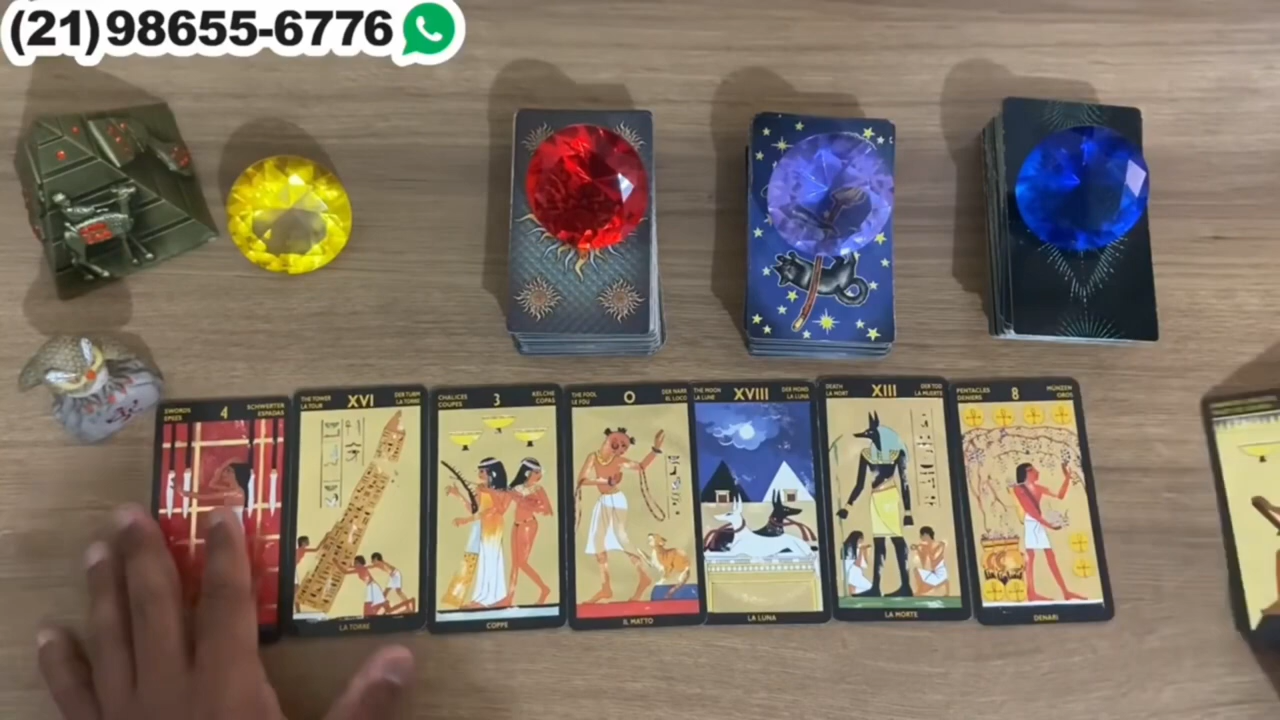 (21)98655-6776
SWORDS
EPEES
4
SCHWERTER
ESPADAS
THE TOWER
LA TOUR
XVI
DER TURM
LA TORRE
CHALICES
COUPES
3
KELCHE
COPAS
THE FOOL
LE FOU
0
DER NARR
EL LOCO
THE MOON
LA LUNE
XVIII
DER MOND
LA LUNA
DEATH
LA MORT
XIII
DER TOD
LA MUERTE
PENTACLES
DENIERS
8
MÜNZEN
OROS
LA TORRE
COPPE
IL MATTO
LA LUNA
LA MORTE
DENARI